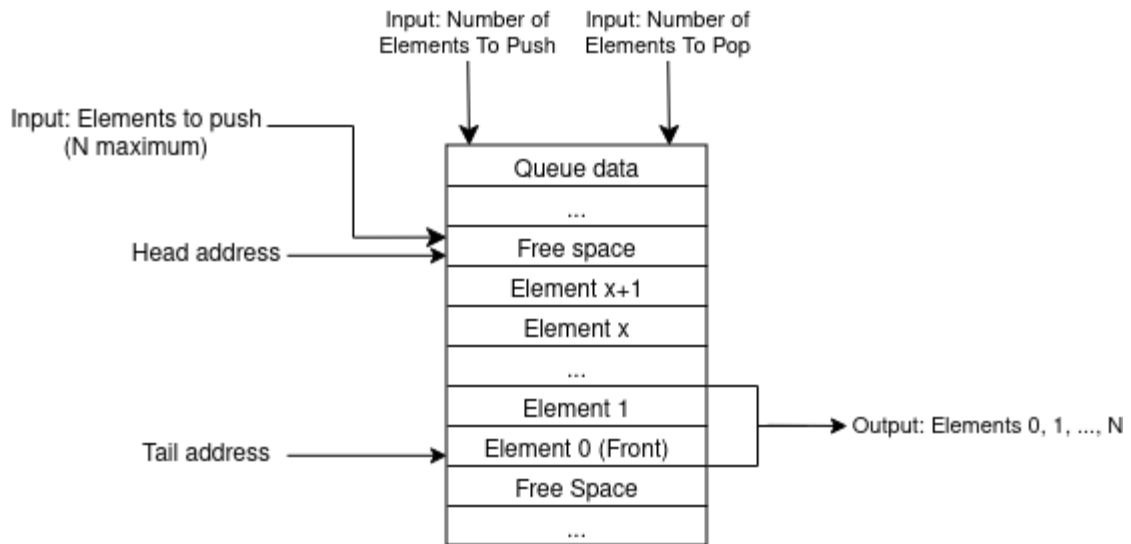 Input: Number of
Elements To Push
Input: Number of
Elements To Pop
Input: Elements to push
(N maximum)
Queue data
...
Head address
Free space
Element x+1
Element x
...
Element 1
Output: Elements 0, 1, ..., N
Tail address
Element 0 (Front)
Free Space
...